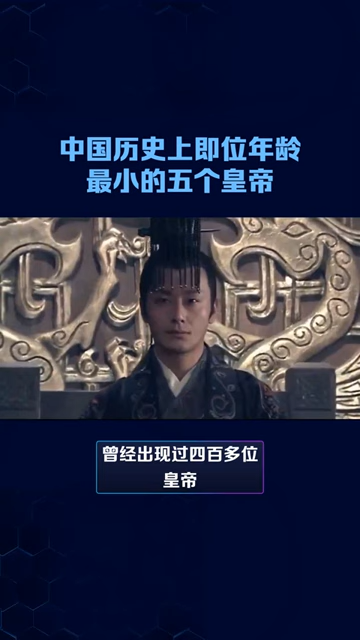 中国历史上即位年龄
最小的五个皇帝
曾经出现过四百多位
皇帝